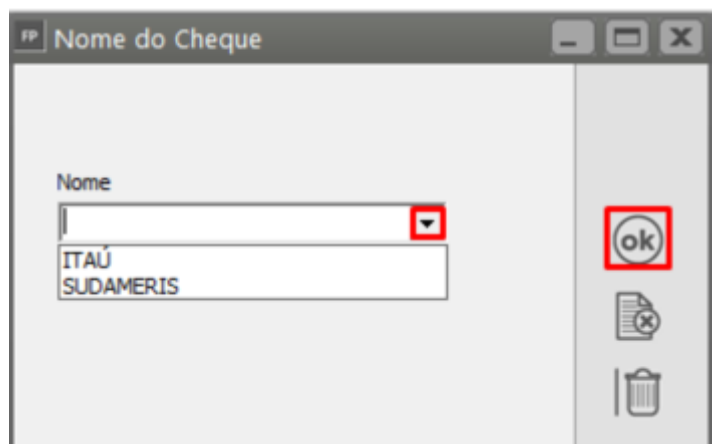 FP Nome do Cheque
Nome
ITAÚ
SUDAMERIS
ok